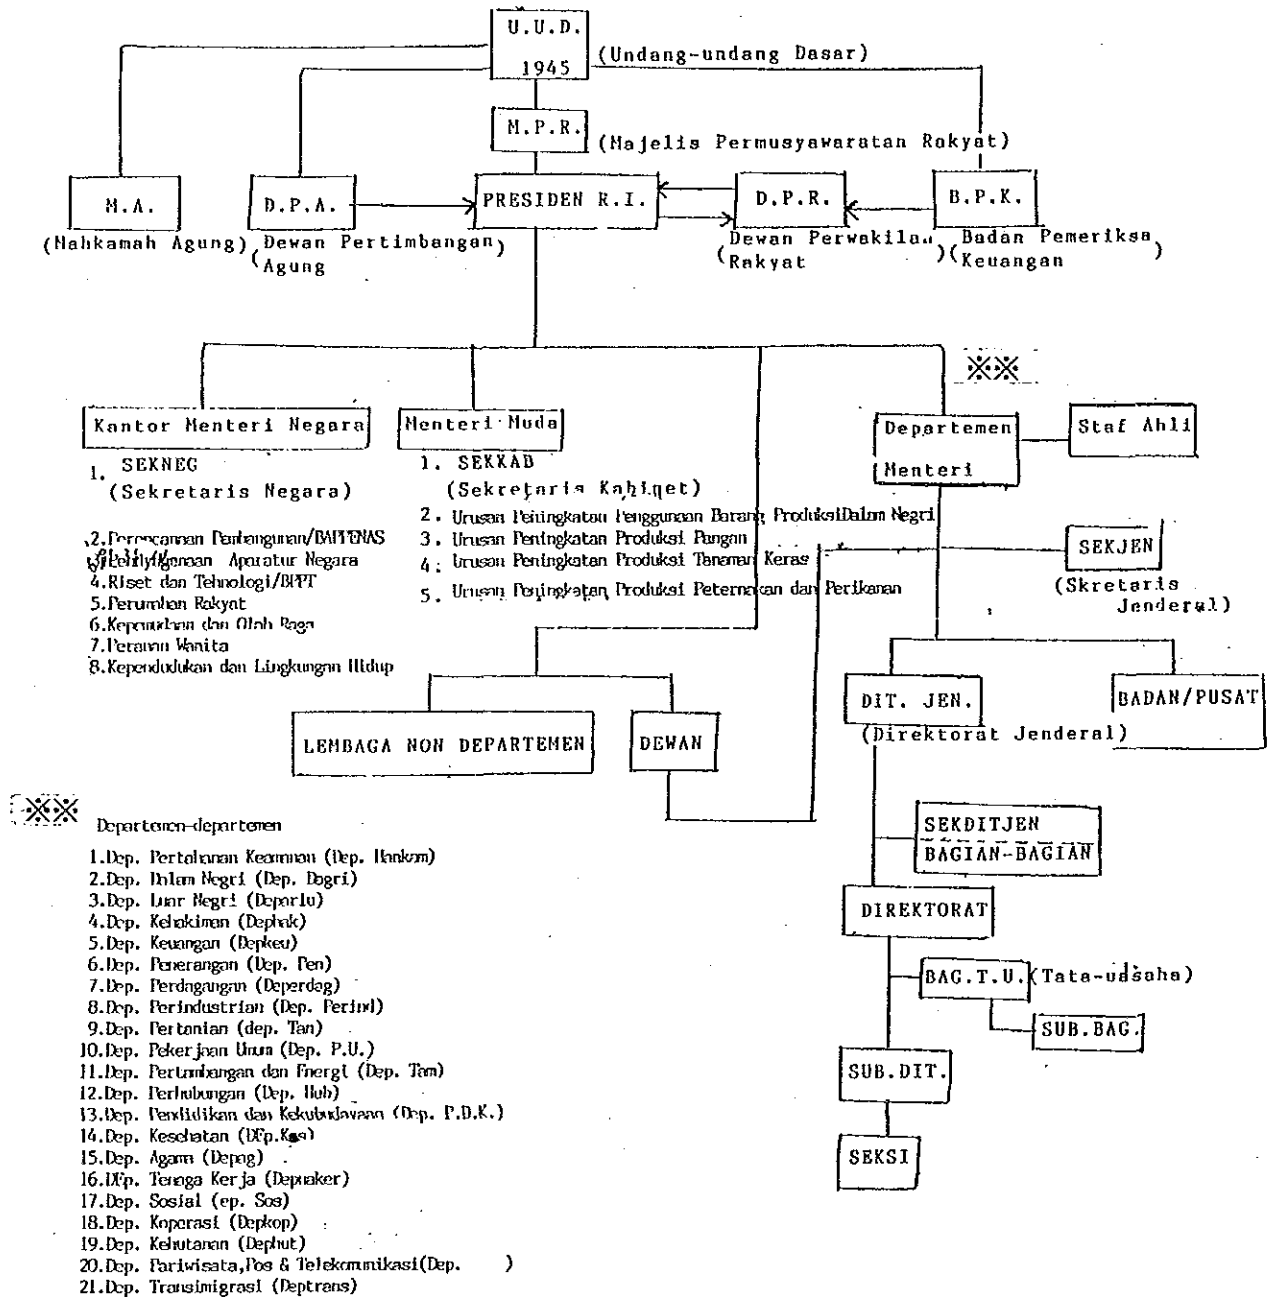 U.U.D.
1945
(Undang-undang Dasar)
M.P.R.
(Majelis Permusyawaratan Rakyat)
M.A.
D.P.A.
PRESIDEN R.I.
D.P.R.
B.P.K.
(Mahkamah Agung)
(Dewan Pertimbangan
Agung)
(Dewan Perwakilan
Rakyat)
(Badan Pemeriksa
Keuangan)
※※
Kantor Menteri Negara
Menteri Muda
Departemen
Menteri
Staf Ahli
1. SEKNEG
(Sekretaris Negara)
2.Perencanaan Pembangunan/BAPPENAS
Aparatur Negara
4.Riset dan Tehnologi/BPPT
5.Perumahan Rakyat
6.Kepemudaan dan Olah Raga
7.Peranan Wanita
8.Kependudukan dan Lingkungan Hidup
1. SEKKAB
(Sekretaris Kabinet)
2. Urusan Peningkatan Penggunaan Barang ProduksiDalam Negri
3. Urusan Peningkatan Produksi Pangan
4. Urusan Peningkatan Produksi Tanaman Keras
5. Urusan Peningkatan Produksi Peternakan dan Perikanan
SEKJEN
(Skretaris
Jenderal)
LEMBAGA NON DEPARTEMEN
DEWAN
DIT. JEN.
(Direktorat Jenderal)
BADAN/PUSAT
SEKDITJEN
BAGIAN-BAGIAN
DIREKTORAT
BAG.T.U.(Tata-udsaha)
SUB.BAG.
SUB.DIT.
SEKSI
※※ Departemen-departemen
1.Dep. Pertahanan Keamanan (Dep. Hankam)
2.Dep. Dalam Negri (Dep. Dagri)
3.Dep. Luar Negri (Deparlu)
4.Dep. Kehakiman (Dephak)
5.Dep. Keuangan (Depkeu)
6.Dep. Penerangan (Dep. Pen)
7.Dep. Perdagangan (Deperdag)
8.Dep. Perindustrian (Dep. Perind)
9.Dep. Pertanian (dep. Tan)
10.Dep. Pekerjaan Umum (Dep. P.U.)
11.Dep. Pertambangan dan Energi (Dep. Tam)
12.Dep. Perhubungan (Dep. Hub)
13.Dep. Pendidikan dan Kekubudayaan (Dep. P.D.K.)
14.Dep. Kesehatan (DEp.Kes)
15.Dep. Agama (Depag)
16.DEp. Tenaga Kerja (Depnaker)
17.Dep. Sosial (ep. Sos)
18.Dep. Koperasi (Depkop)
19.Dep. Kehutanan (Dephut)
20.Dep. Pariwisata,Pos & Telekomunikasi(Dep. )
21.Dep. Transimigrasi (Deptrans)